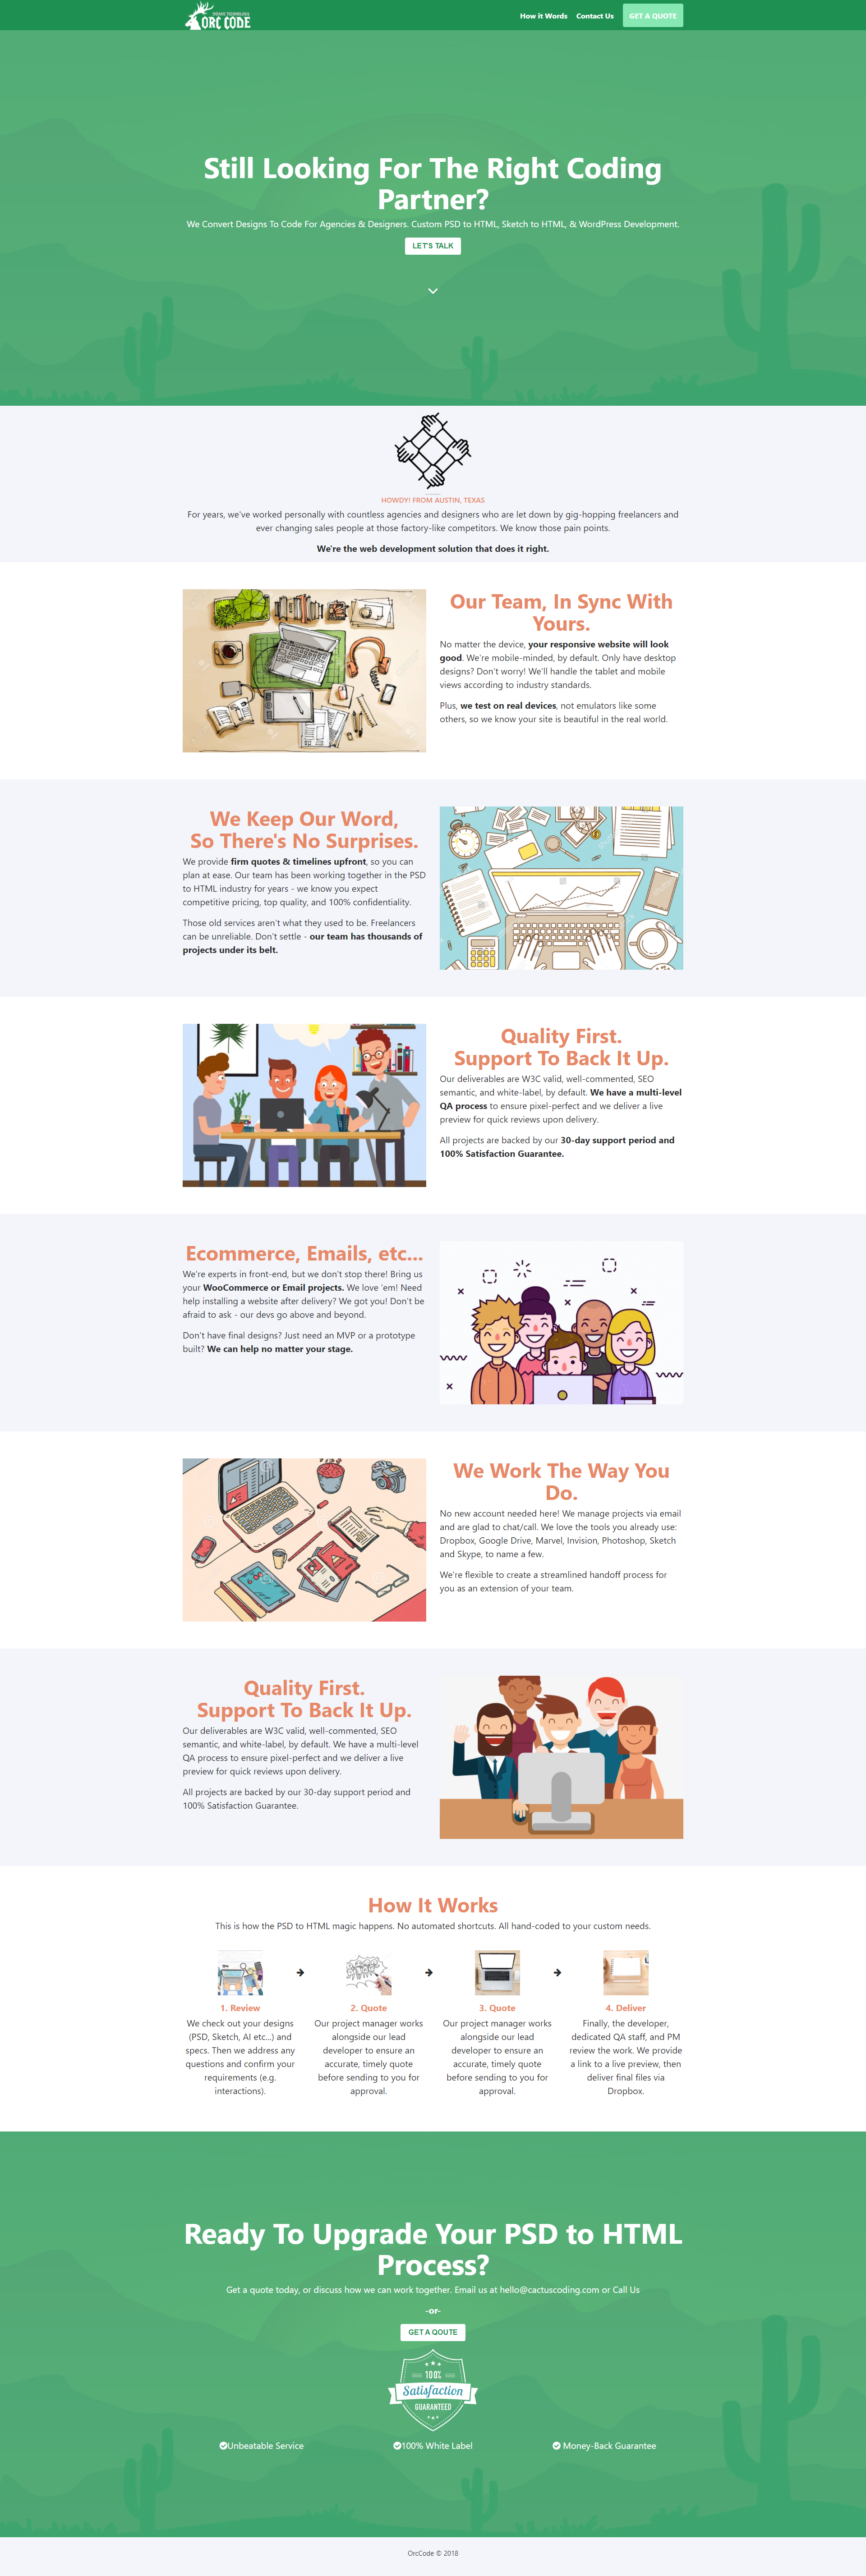 ORC CODE
How it Words
Contact Us
GET A QUOTE
Still Looking For The Right Coding
Partner?
We Convert Designs To Code For Agencies & Designers. Custom PSD to HTML, Sketch to HTML, & WordPress Development.
LET'S TALK
HOWDY! FROM AUSTIN, TEXAS
For years, we've worked personally with countless agencies and designers who are let down by gig-hopping freelancers and
ever changing sales people at those factory-like competitors. We know those pain points.
We're the web development solution that does it right.
Our Team, In Sync With
Yours.
No matter the device, your responsive website will look
good. We're mobile-minded, by default. Only have desktop
designs? Don't worry! We'll handle the tablet and mobile
views according to industry standards.
Plus, we test on real devices, not emulators like some
others, so we know your site is beautiful in the real world.
We Keep Our Word,
So There's No Surprises.
We provide firm quotes & timelines upfront, so you can
plan at ease. Our team has been working together in the PSD
to HTML industry for years - we know you expect
competitive pricing, top quality, and 100% confidentiality.
Those old services aren't what they used to be. Freelancers
can be unreliable. Don't settle - our team has thousands of
projects under its belt.
Quality First.
Support To Back It Up.
Our deliverables are W3C valid, well-commented, SEO
semantic, and white-label, by default. We have a multi-level
QA process to ensure pixel-perfect and we deliver a live
preview for quick reviews upon delivery.
All projects are backed by our 30-day support period and
100% Satisfaction Guarantee.
Ecommerce, Emails, etc...
We're experts in front-end, but we don't stop there! Bring us
your WooCommerce or Email projects. We love 'em! Need
help installing a website after delivery? We got you! Don't be
afraid to ask - our devs go above and beyond.
Don't have final designs? Just need an MVP or a prototype
built? We can help no matter your stage.
We Work The Way You
Do.
No new account needed here! We manage projects via email
and are glad to chat/call. We love the tools you already use:
Dropbox, Google Drive, Marvel, Invision, Photoshop, Sketch
and Skype, to name a few.
We're flexible to create a streamlined handoff process for
you as an extension of your team.
Quality First.
Support To Back It Up.
Our deliverables are W3C valid, well-commented, SEO
semantic, and white-label, by default. We have a multi-level
QA process to ensure pixel-perfect and we deliver a live
preview for quick reviews upon delivery.
All projects are backed by our 30-day support period and
100% Satisfaction Guarantee.
How It Works
This is how the PSD to HTML magic happens. No automated shortcuts. All hand-coded to your custom needs.
1. Review
We check out your designs
(PSD, Sketch, AI etc...) and
specs. Then we address any
questions and confirm your
requirements (e.g.
interactions).
2. Quote
Our project manager works
alongside our lead
developer to ensure an
accurate, timely quote
before sending to you for
approval.
3. Quote
Our project manager works
alongside our lead
developer to ensure an
accurate, timely quote
before sending to you for
approval.
4. Deliver
Finally, the developer,
dedicated QA staff, and PM
review the work. We provide
a link to a live preview, then
deliver final files via
Dropbox.
Ready To Upgrade Your PSD to HTML
Process?
Get a quote today, or discuss how we can work together. Email us at hello@cactuscoding.com or Call Us
-or-
GET A QOUTE
100%
Satisfaction
GUARANTEED
Unbeatable Service
100% White Label
Money-Back Guarantee
OrcCode © 2018